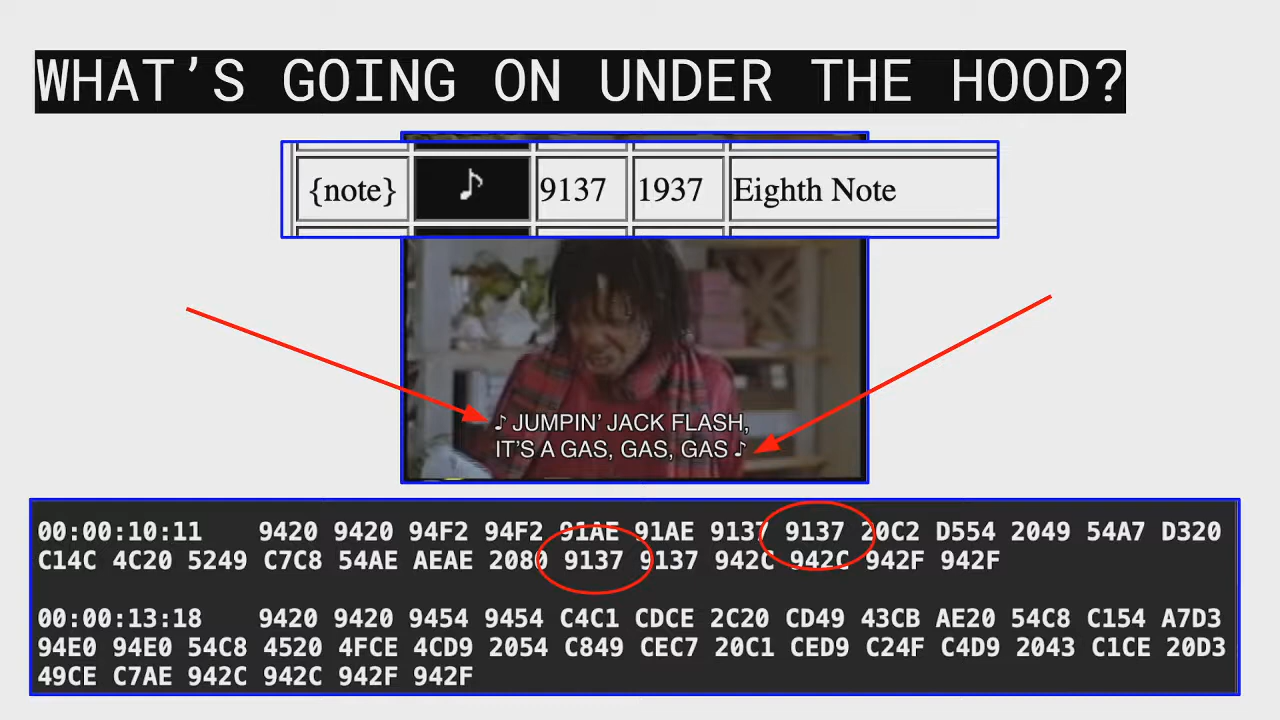 WHAT'S GOING ON UNDER THE HOOD?
{note} ♪ 9137 1937 Eighth Note
♪ JUMPIN' JACK FLASH,
IT'S A GAS, GAS, GAS ♪
00:00:10:11 9420 9420 94F2 94F2 91AE 91AE 9137 9137 20C2 D554 2049 54A7 D320
C14C 4C20 5249 C7C8 54AE AEAE 2080 9137 9137 942C 942C 942F 942F
00:00:13:18 9420 9420 9454 9454 C4C1 CDCE 2C20 CD49 43CB AE20 54C8 C154 A7D3
94E0 94E0 54C8 4520 4FCE 4CD9 2054 C849 CEC7 20C1 CED9 C24F C4D9 2043 C1CE 20D3
49CE C7AE 942C 942C 942F 942F